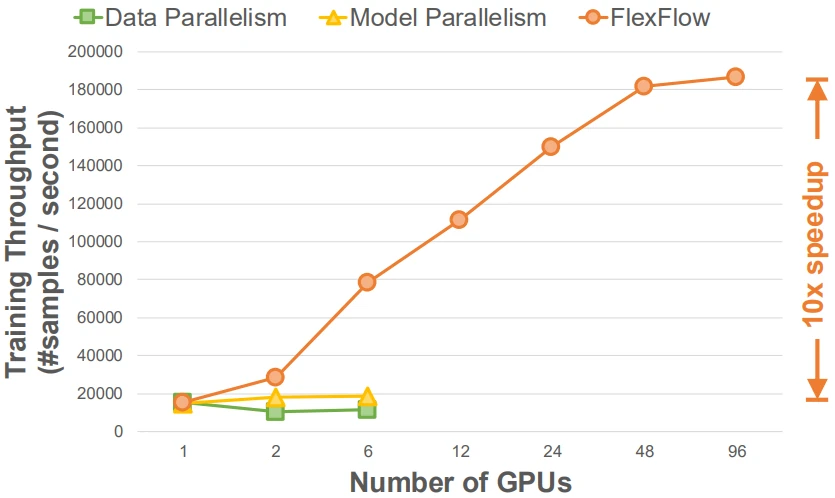 Data Parallelism Model Parallelism FlexFlow
Training Throughput
(#samples / second)
200000
180000
160000
140000
120000
100000
80000
60000
40000
20000
0
1 2 6 12 24 48 96
Number of GPUs
10x speedup